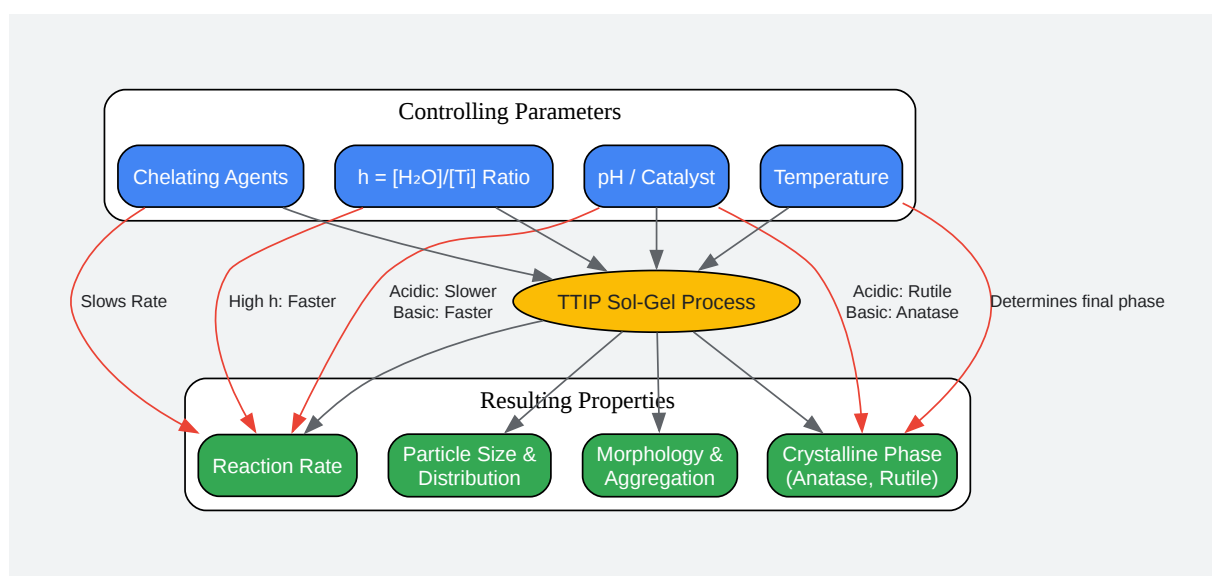 Controlling Parameters
Chelating Agents
h = [H₂O]/[Ti] Ratio
pH / Catalyst
Temperature
Slows Rate
High h: Faster
Acidic: Slower
Basic: Faster
TTIP Sol-Gel Process
Acidic: Rutile
Basic: Anatase
Determines final phase
Resulting Properties
Reaction Rate
Particle Size &
Distribution
Morphology &
Aggregation
Crystalline Phase
(Anatase, Rutile)